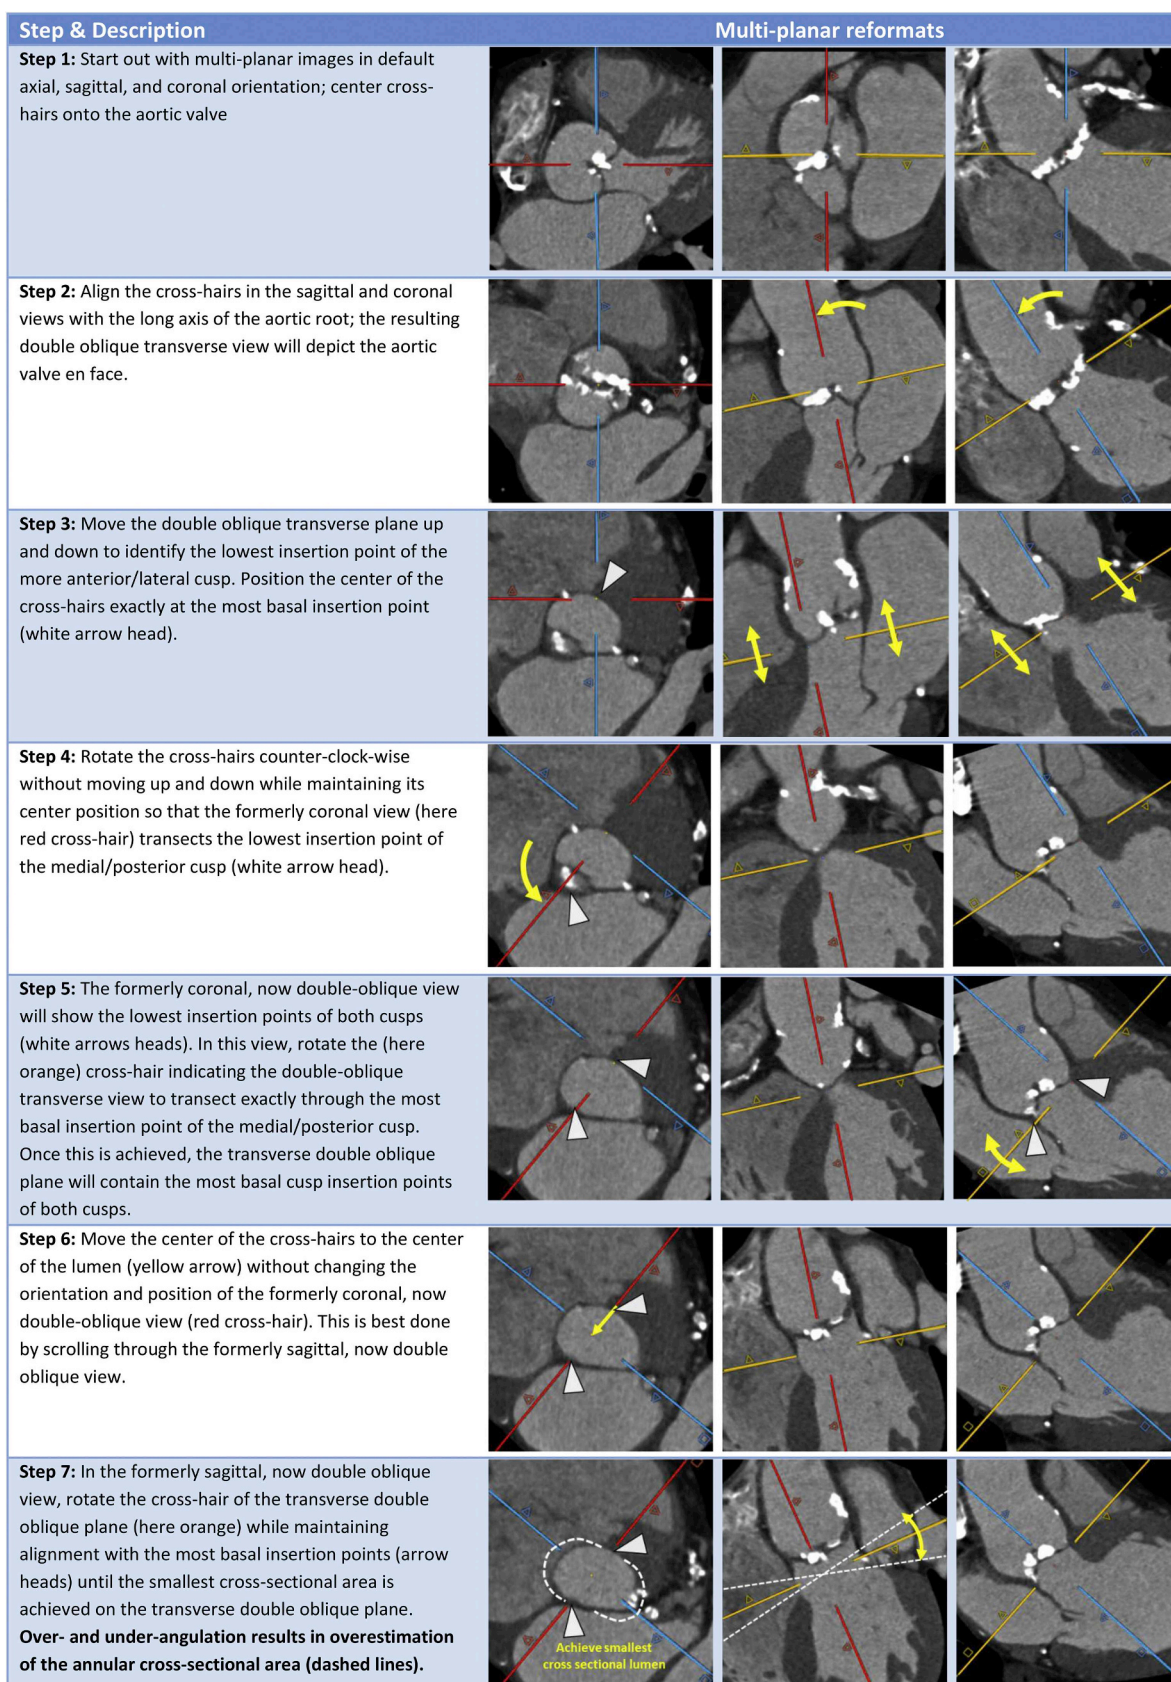 Step & Description
Multi-planar reformats
Step 1: Start out with multi-planar images in default
axial, sagittal, and coronal orientation; center cross-
hairs onto the aortic valve
Step 2: Align the cross-hairs in the sagittal and coronal
views with the long axis of the aortic root; the resulting
double oblique transverse view will depict the aortic
valve en face.
Step 3: Move the double oblique transverse plane up
and down to identify the lowest insertion point of the
more anterior/lateral cusp. Position the center of the
cross-hairs exactly at the most basal insertion point
(white arrow head).
Step 4: Rotate the cross-hairs counter-clock-wise
without moving up and down while maintaining its
center position so that the formerly coronal view (here
red cross-hair) transects the lowest insertion point of
the medial/posterior cusp (white arrow head).
Step 5: The formerly coronal, now double-oblique view
will show the lowest insertion points of both cusps
(white arrows heads). In this view, rotate the (here
orange) cross-hair indicating the double-oblique
transverse view to transect exactly through the most
basal insertion point of the medial/posterior cusp.
Once this is achieved, the transverse double oblique
plane will contain the most basal cusp insertion points
of both cusps.
Step 6: Move the center of the cross-hairs to the center
of the lumen (yellow arrow) without changing the
orientation and position of the formerly coronal, now
double-oblique view (red cross-hair). This is best done
by scrolling through the formerly sagittal, now double
oblique view.
Step 7: In the formerly sagittal, now double oblique
view, rotate the cross-hair of the transverse double
oblique plane (here orange) while maintaining
alignment with the most basal insertion points (arrow
heads) until the smallest cross-sectional area is
achieved on the transverse double oblique plane.
Over- and under-angulation results in overestimation
of the annular cross-sectional area (dashed lines).
Achieve smallest
cross sectional lumen